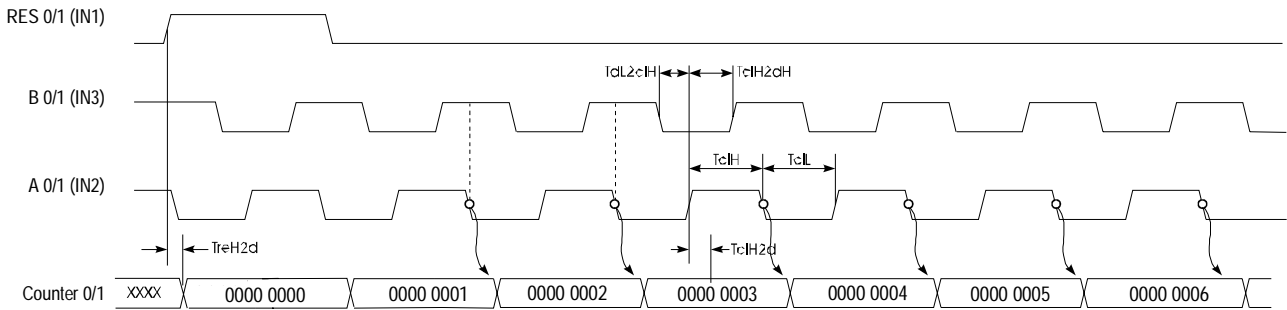 RES 0/1 (IN1)
TdL2clH
TclH2dH
B 0/1 (IN3)
TclH
TclL
A 0/1 (IN2)
TreH2d
TclH2d
Counter 0/1
XXXX
0000 0000
0000 0001
0000 0002
0000 0003
0000 0004
0000 0005
0000 0006